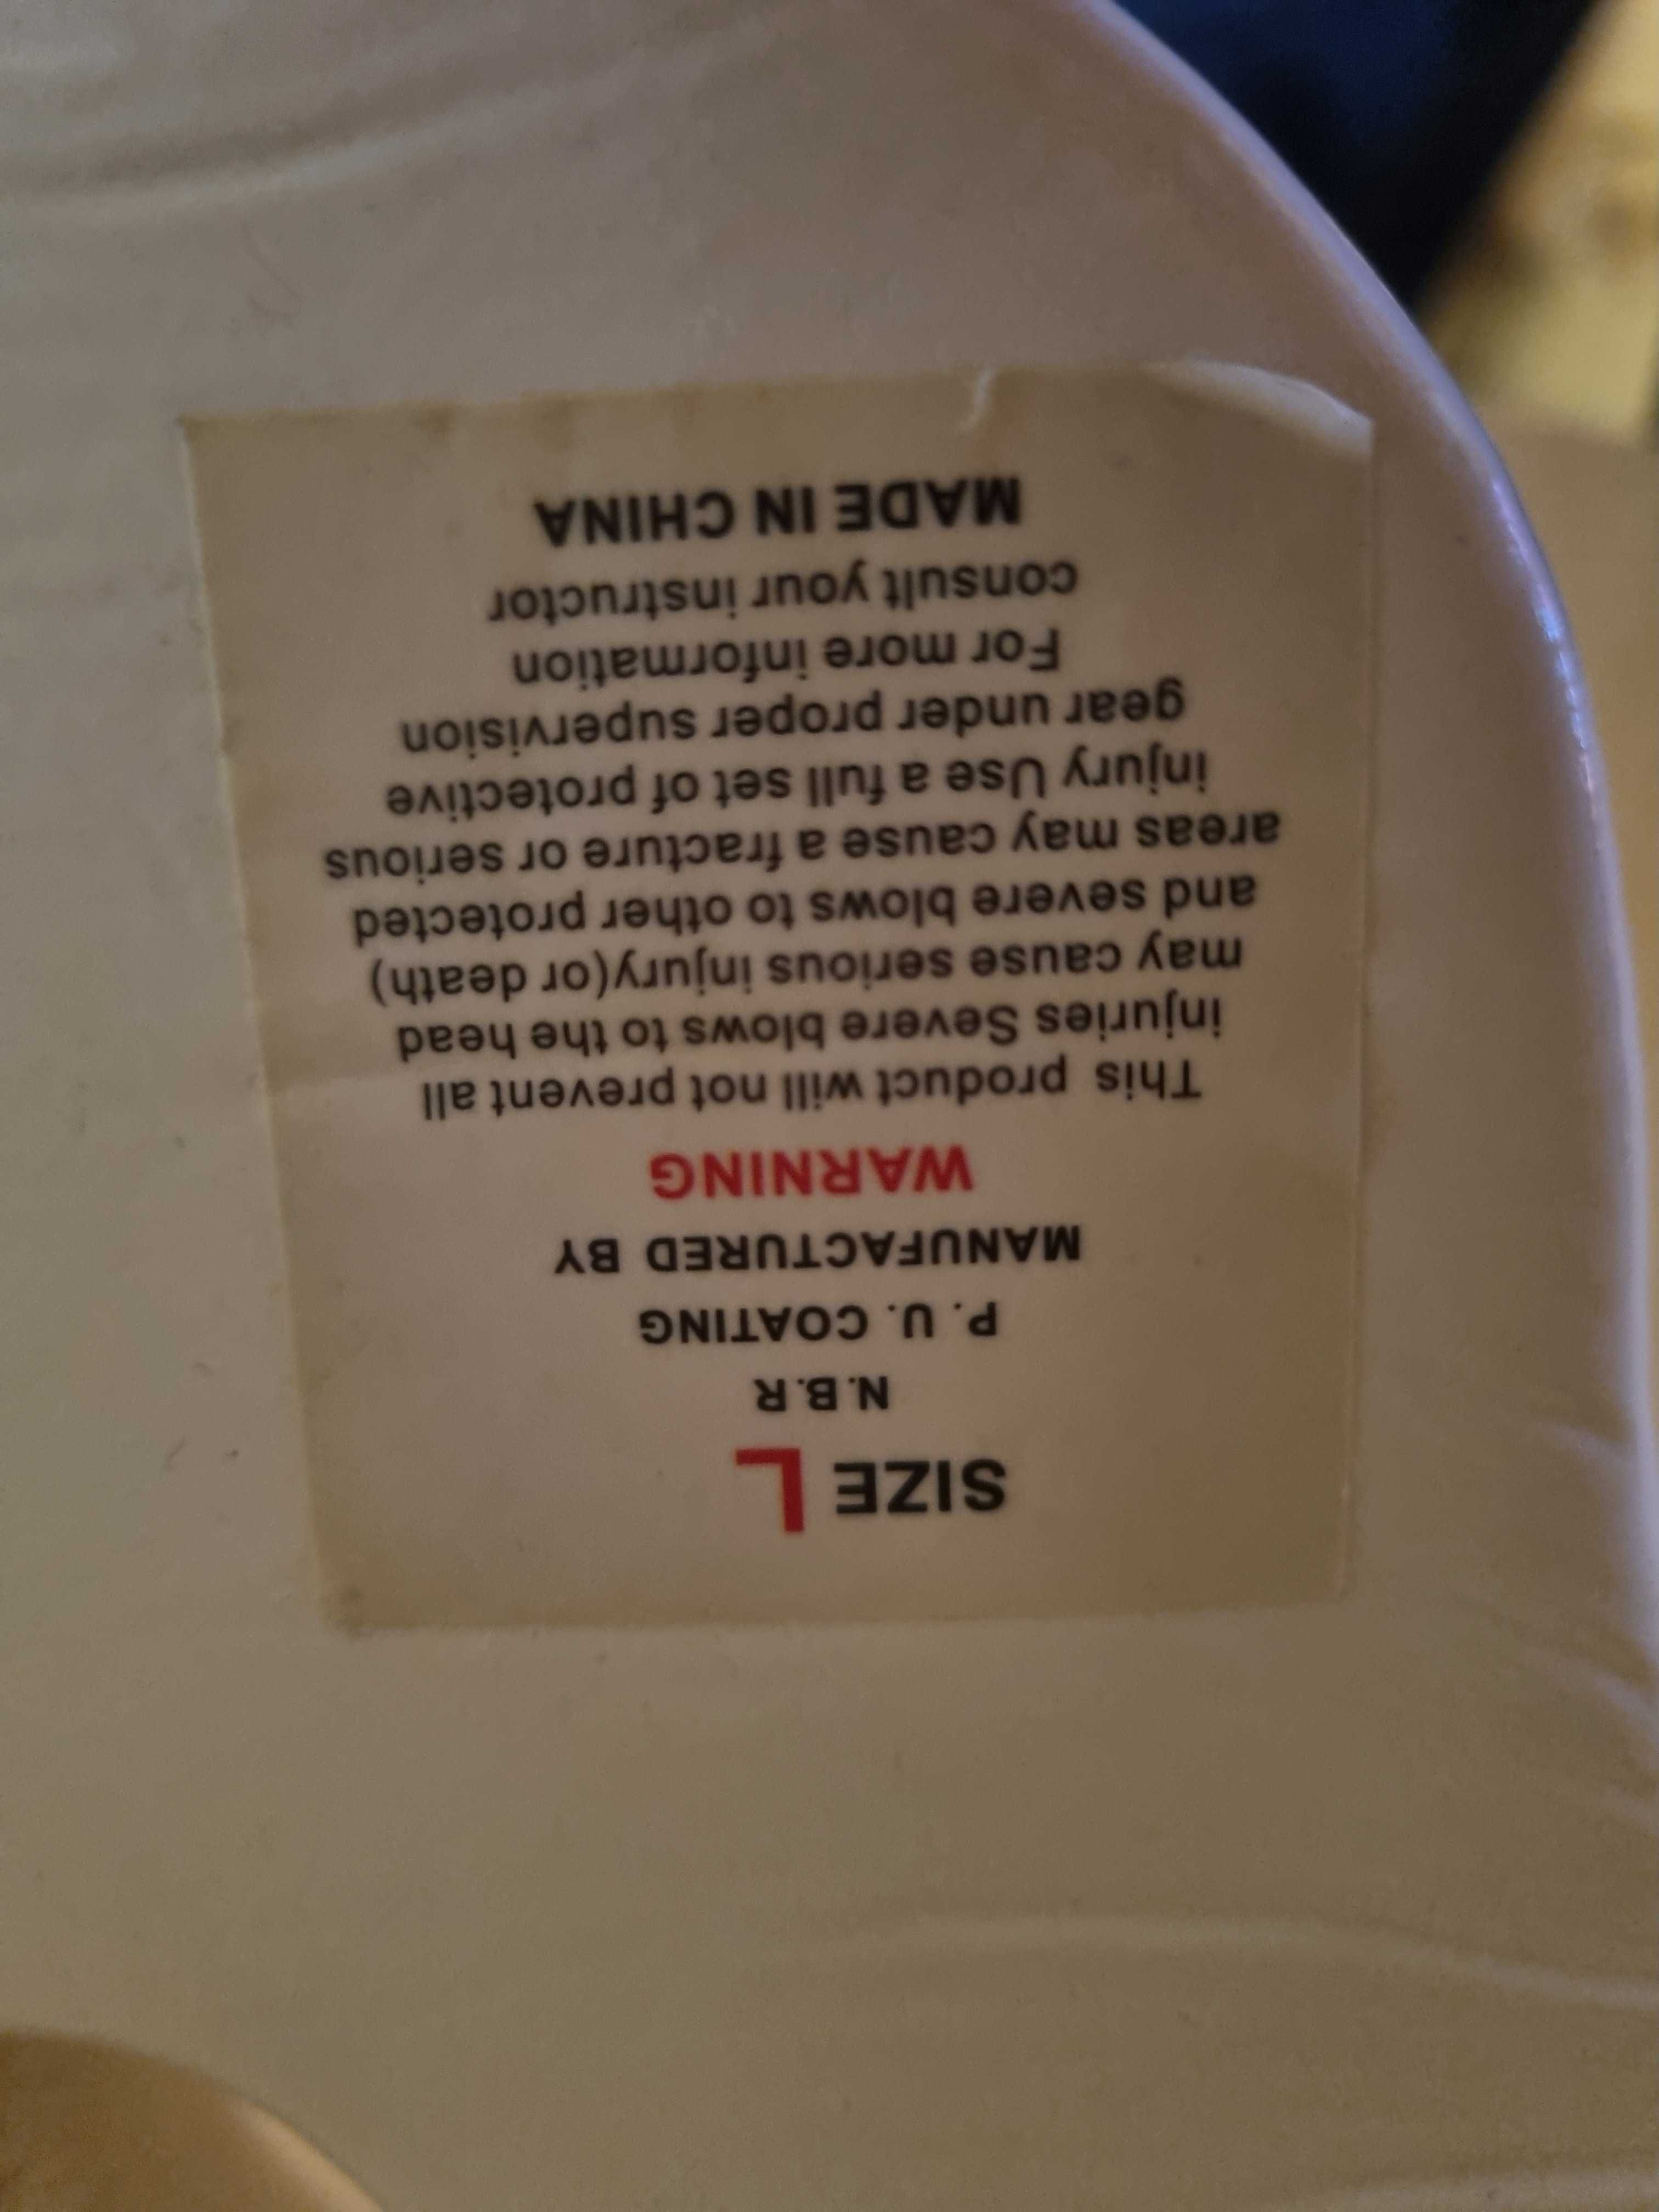 SIZE L
N.B.R
P. U. COATING
MANUFACTURED BY
WARNING
This product will not prevent all
injuries Severe blows to the head
may cause serious injury(or death)
and severe blows to other protected
areas may cause a fracture or serious
injury Use a full set of protective
gear under proper supervision
For more information
consult your instructor
MADE IN CHINA